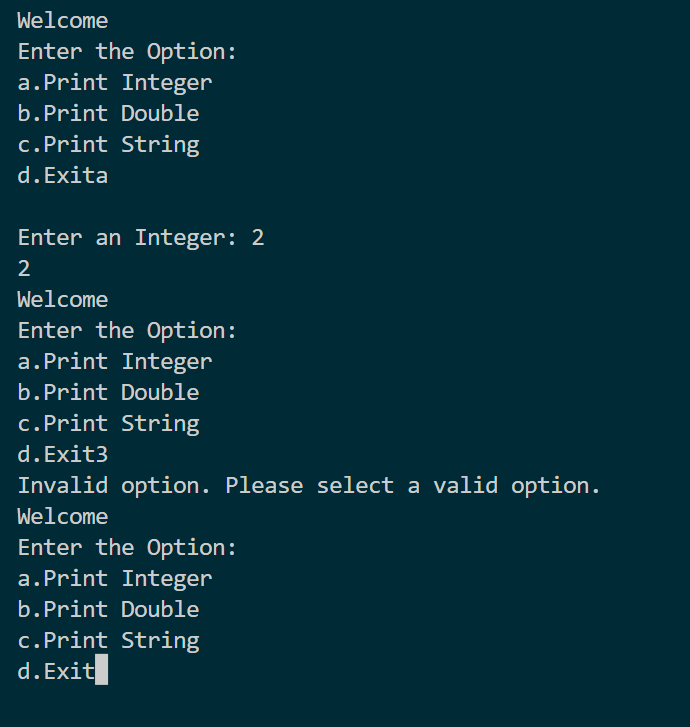 Welcome
Enter the Option:
a.Print Integer
b.Print Double
c.Print String
d.Exita
Enter an Integer: 2
2
Welcome
Enter the Option:
a.Print Integer
b.Print Double
c.Print String
d.Exit3
Invalid option. Please select a valid option.
Welcome
Enter the Option:
a.Print Integer
b.Print Double
c.Print String
d.Exit